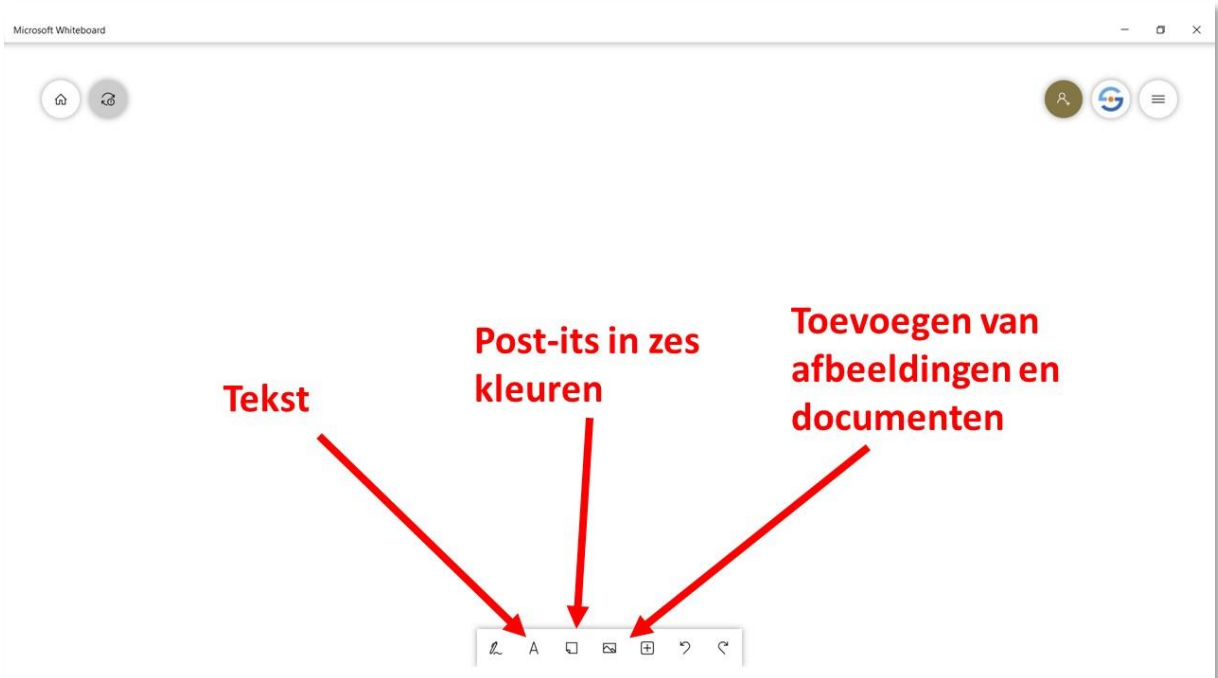 Microsoft Whiteboard
Post-its in zes
kleuren
Toevoegen van
afbeeldingen en
documenten
Tekst
A